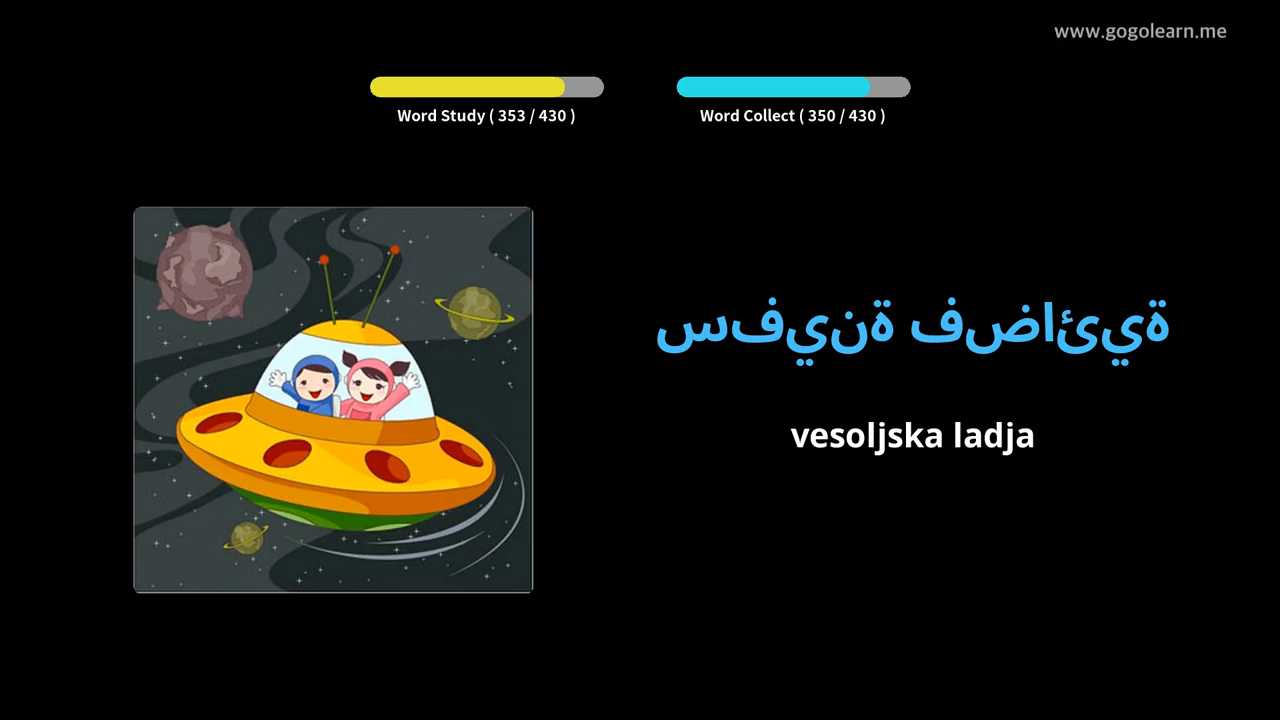 www.gogolearn.me
Word Study ( 353 / 430 )
Word Collect ( 350 / 430 )
سفينة فضائية
vesoljska ladja